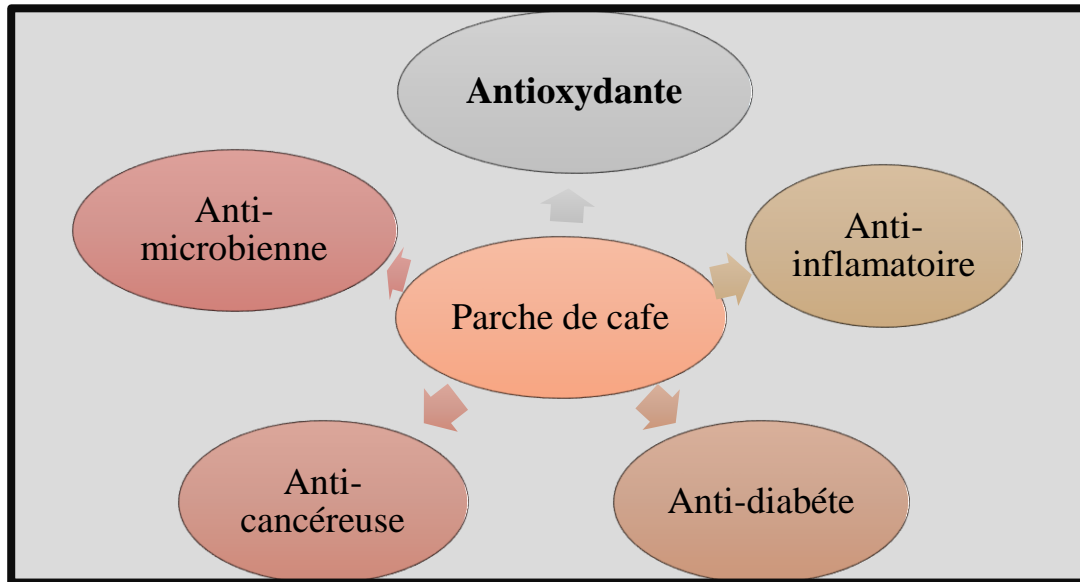 Antioxydante
Anti-
microbienne
Anti-
inflamatoire
Parche de cafe
Anti-
cancéreuse
Anti-diabéte